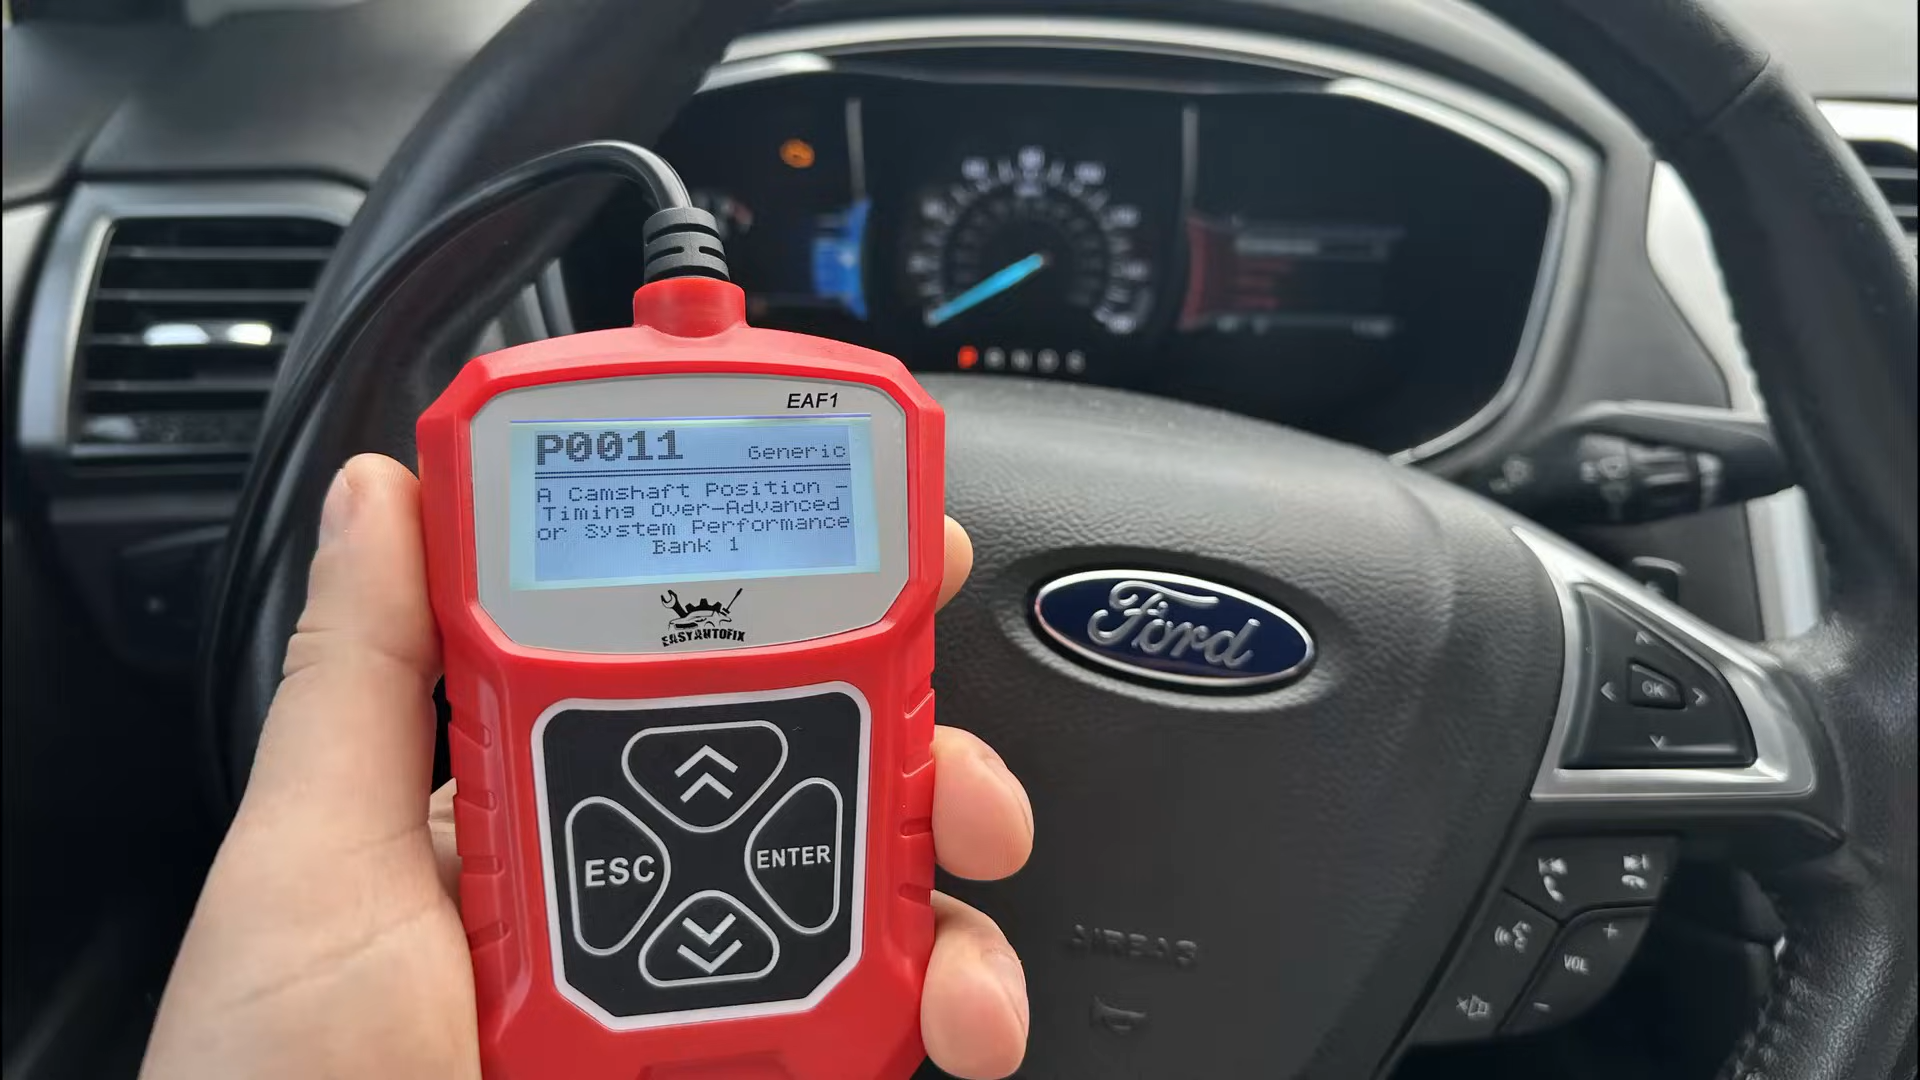 P R N D S
EAF1
P0011 Generic
A Camshaft Position -
Timing Over-Advanced
or System Performance
Bank 1
EASYAUTOFIX
Ford
OK
ESC
ENTER
AIRBAG
VOL
+
-